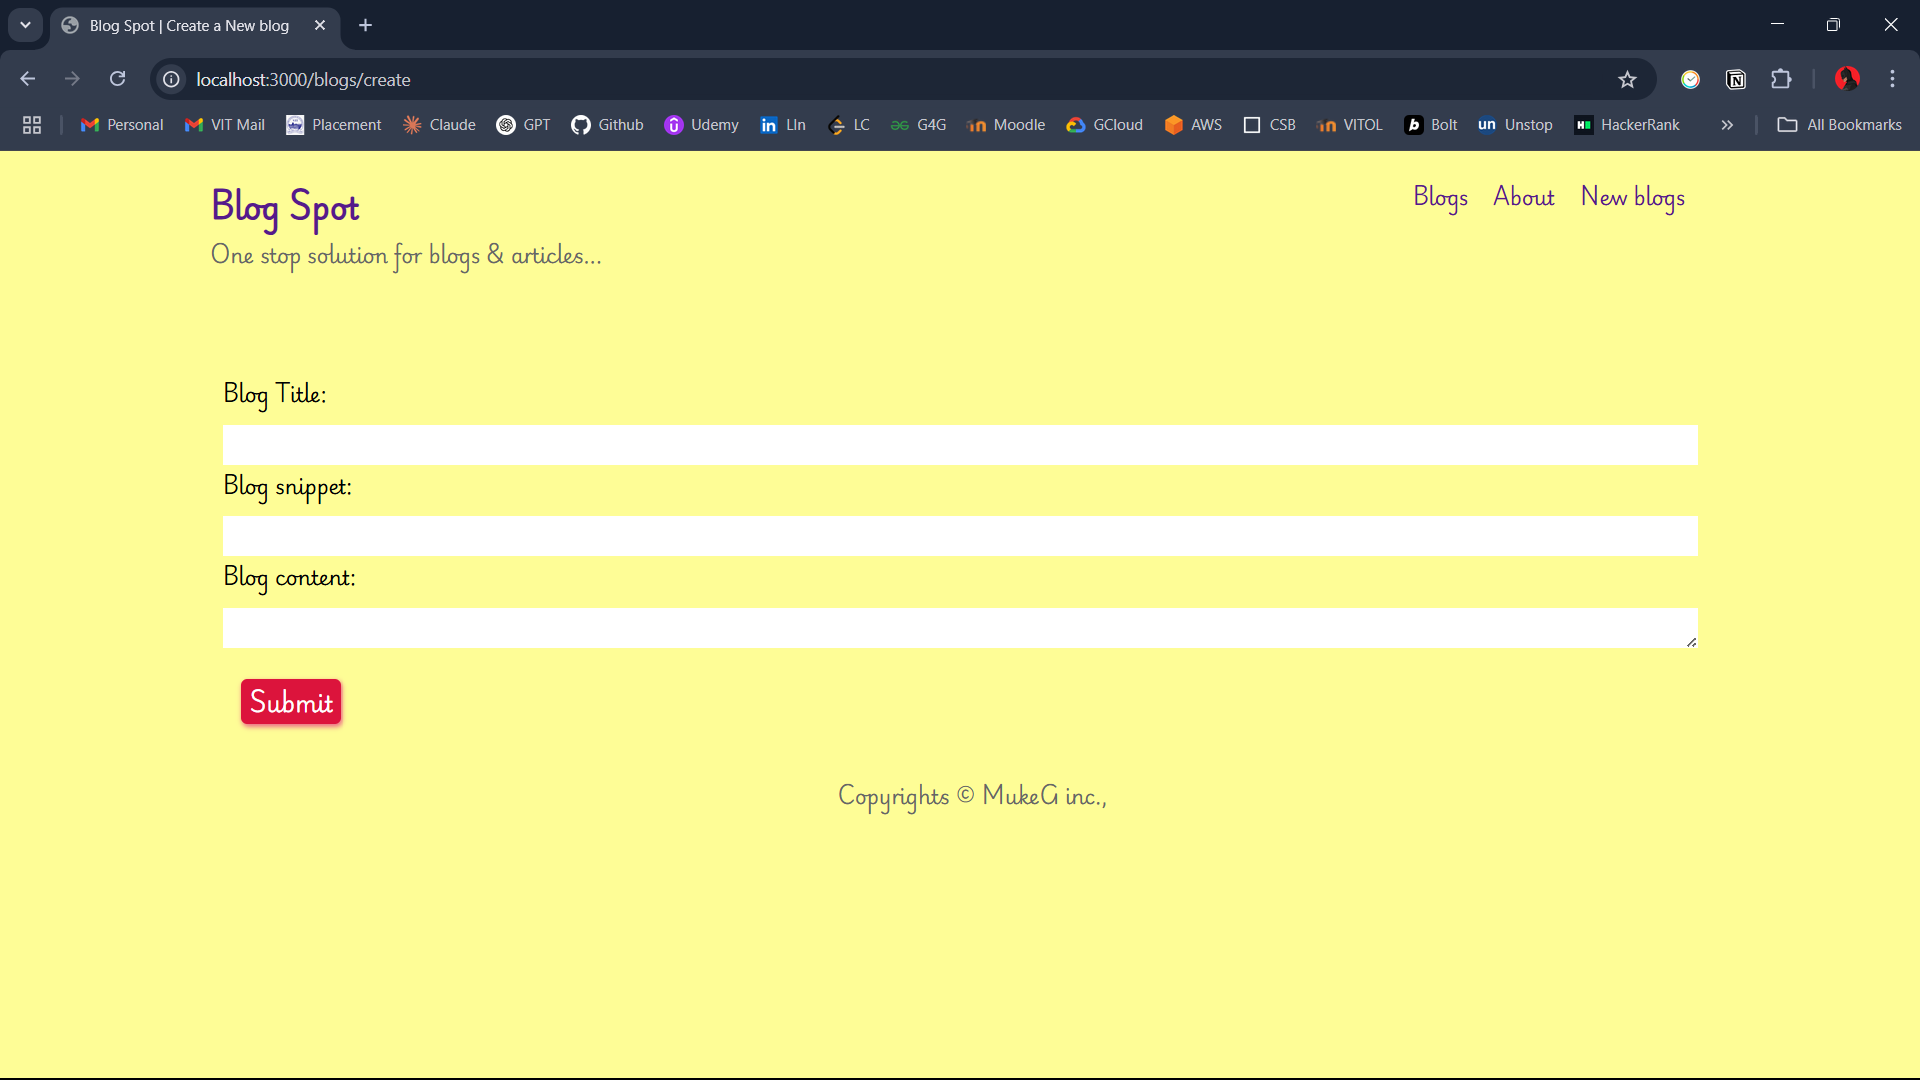 Blog Spot | Create a New blog
localhost:3000/blogs/create
Personal VIT Mail Placement Claude GPT Github Udemy LIn LC G4G Moodle GCloud AWS CSB VITOL Bolt Unstop HackerRank All Bookmarks
Blog Spot
Blogs About New blogs
One stop solution for blogs & articles...
Blog Title:
Blog snippet:
Blog content:
Submit
Copyrights © MukeG inc.,